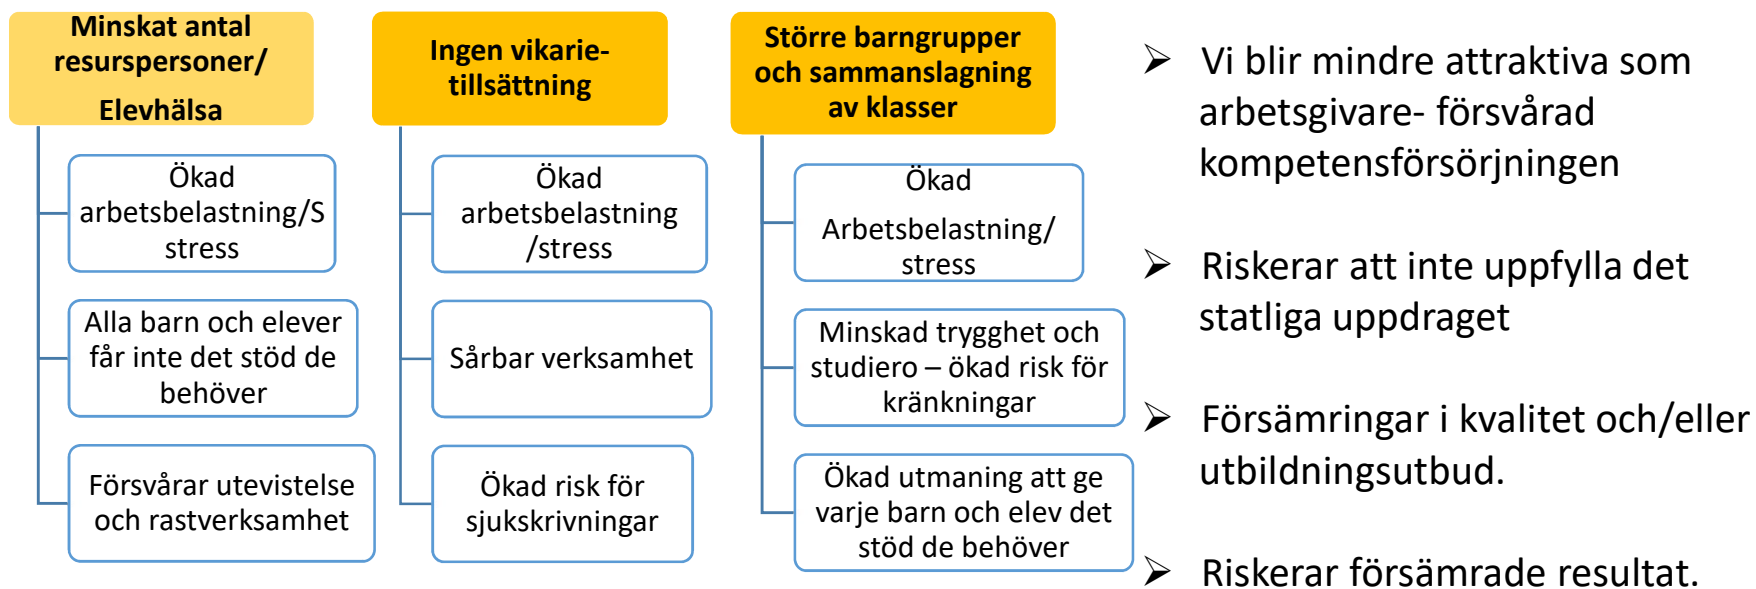 Minskat antal
resurspersoner/
Elevhälsa
Ökad
arbetsbelastning/S
stress
Alla barn och elever
får inte det stöd de
behöver
Försvårar utevistelse
och rastverksamhet
Ingen vikarie-
tillsättning
Ökad
arbetsbelastning
/stress
Sårbar verksamhet
Ökad risk för
sjukskrivningar
Större barngrupper
och sammanslagning
av klasser
Ökad
Arbetsbelastning/
stress
Minskad trygghet och
studiero – ökad risk för
kränkningar
Ökad utmaning att ge
varje barn och elev det
stöd de behöver
➢ Vi blir mindre attraktiva som
arbetsgivare- försvårad
kompetensförsörjningen
➢ Riskerar att inte uppfylla det
statliga uppdraget
➢ Försämringar i kvalitet och/eller
utbildningsutbud.
➢ Riskerar försämrade resultat.